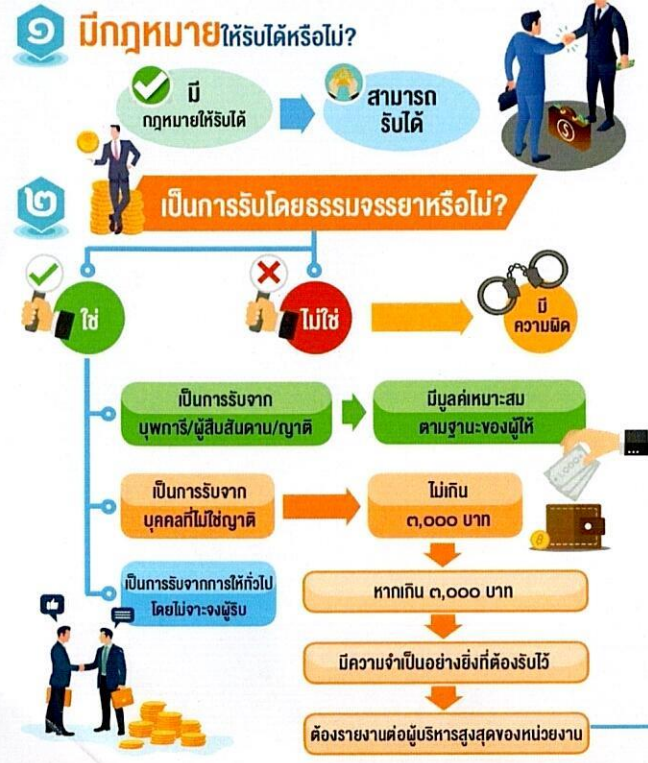 ๑ มีกฎหมายให้รับได้หรือไม่?
มี
กฎหมายให้รับได้
สามารถ
รับได้
๒ เป็นการรับโดยธรรมจรรยาหรือไม่?
ใช่
ไม่ใช่
มี
ความผิด
เป็นการรับจาก
บุพการี/ผู้สืบสันดาน/ญาติ
มีมูลค่เหมาะสม
ตามฐานะของผู้ให้
เป็นการรับจาก
บุคคลที่ไม่ใช่ญาติ
ไม่เกิน
๓,๐๐๐ บาท
เป็นการรับจากการให้ทั่วไป
โดยไม่จาะจงผู้รับ
หากเกิน ๓,๐๐๐ บาท
มีความจำเป็นอย่างยิ่งที่ต้องรับไว้
ต้องรายงานต่อผู้บริหารสูงสุดของหน่วยงาน